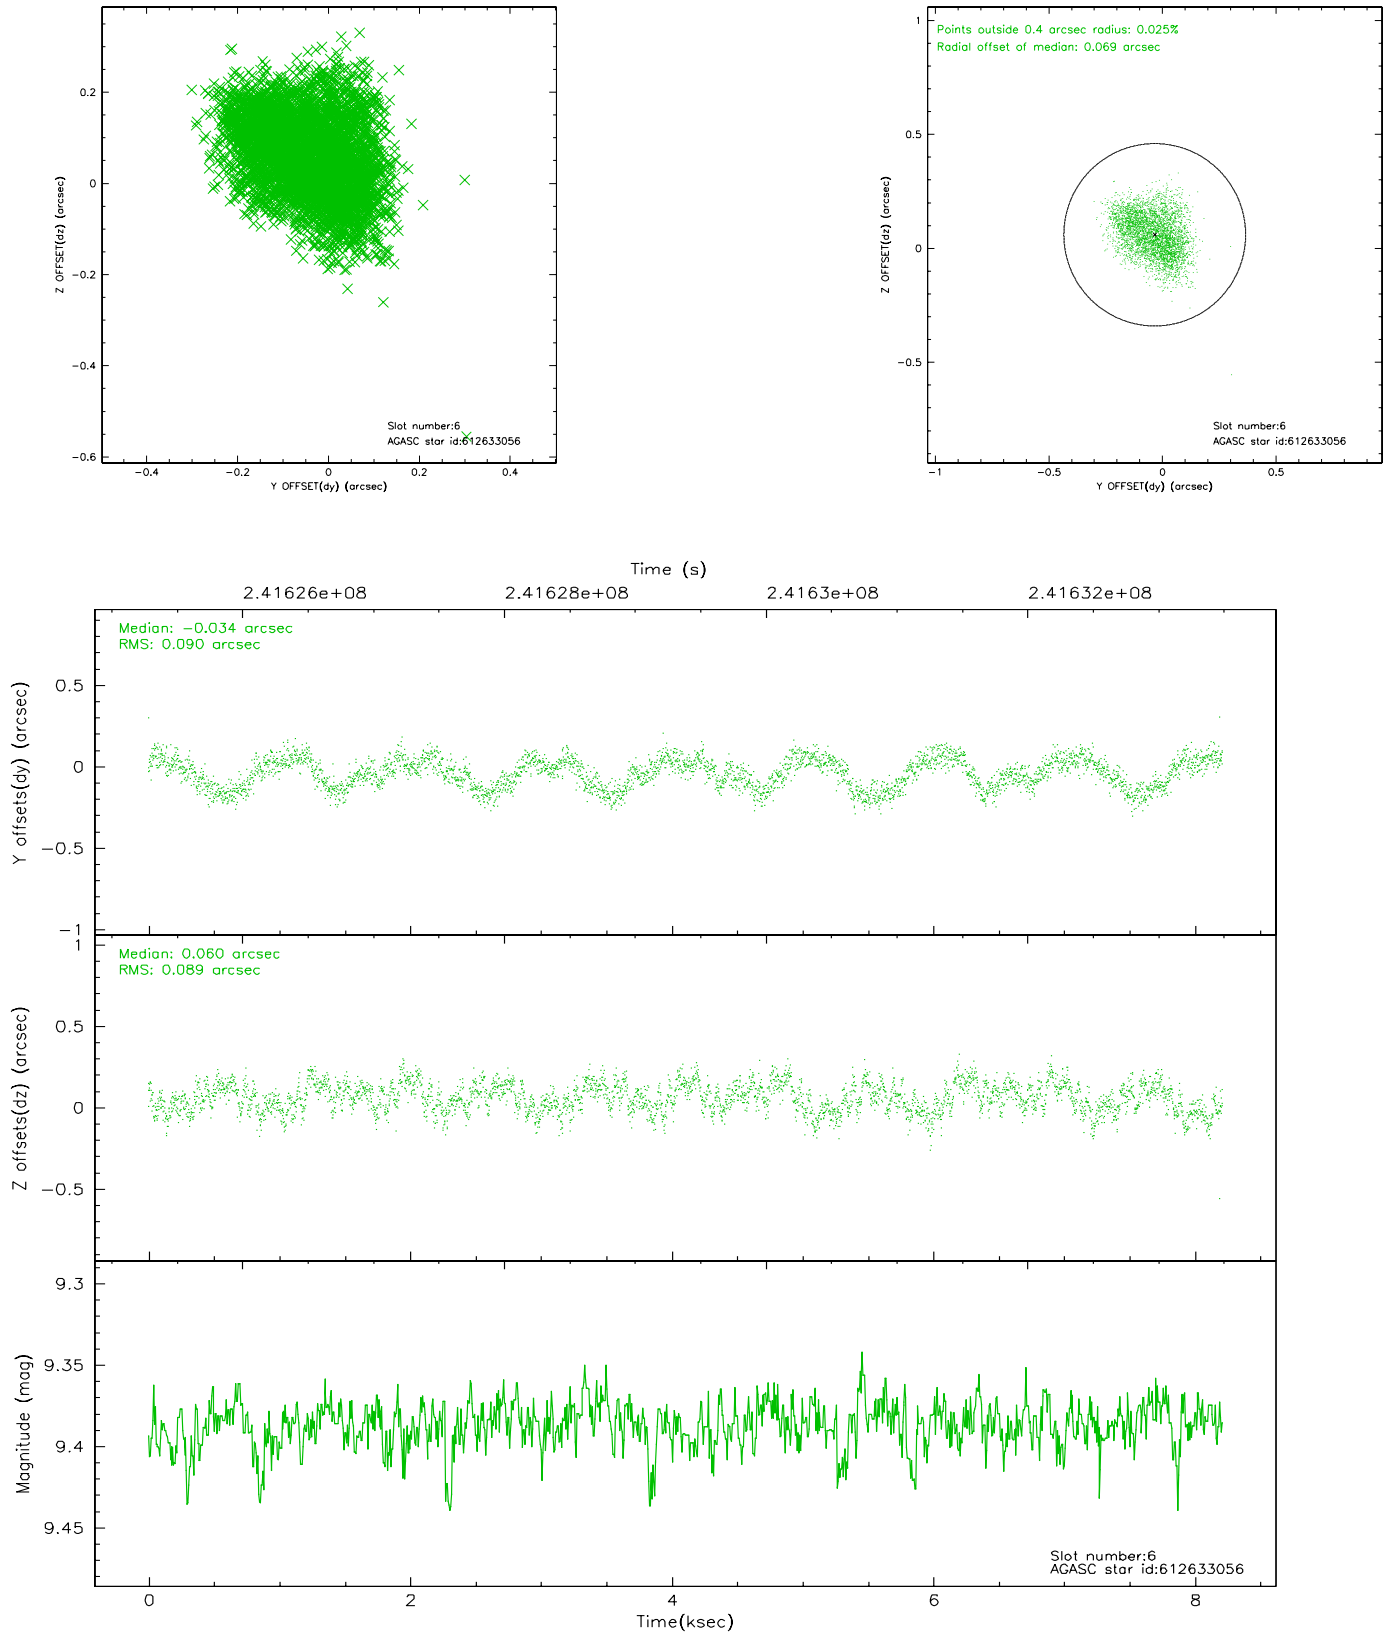 0.2
0
−0.2
−0.4
−0.6
Z OFFSET(dz) (arcsec)
Slot number:6
AGASC star id:612633056
−0.4
−0.2
0
0.2
0.4
Y OFFSET(dy) (arcsec)
1
0.5
0
−0.5
Z OFFSET(dz) (arcsec)
Points outside 0.4 arcsec radius: 0.025%
Radial offset of median: 0.069 arcsec
Slot number:6
AGASC star id:612633056
−1
−0.5
0
0.5
Y OFFSET(dy) (arcsec)
Time (s)
2.41626e+08
2.41628e+08
2.4163e+08
2.41632e+08
Median: −0.034 arcsec
RMS: 0.090 arcsec
0.5
0
−0.5
−1
Y offsets(dy) (arcsec)
Median: 0.060 arcsec
RMS: 0.089 arcsec
1
0.5
0
−0.5
Z offsets(dz) (arcsec)
9.3
9.35
9.4
9.45
Magnitude (mag)
Slot number:6
AGASC star id:612633056
0
2
4
6
8
Time(ksec)